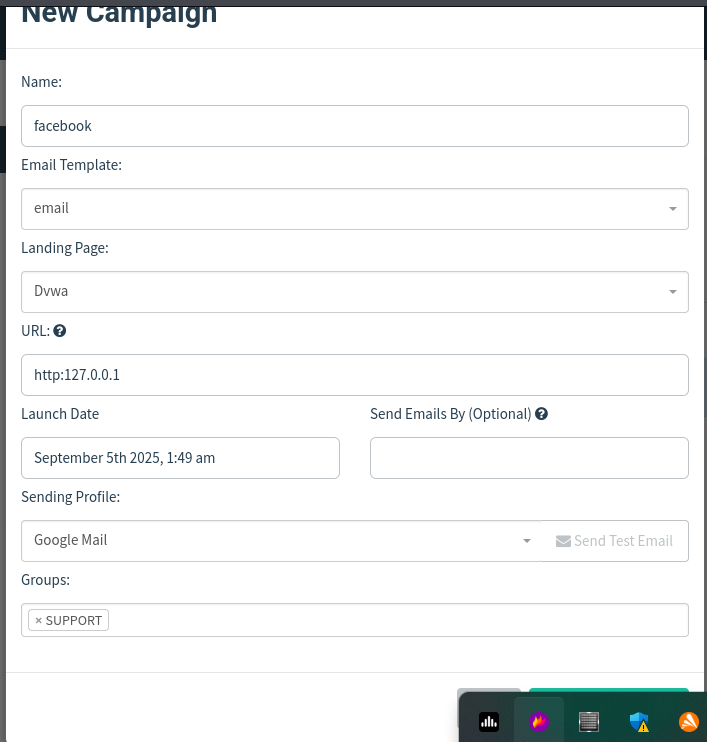 New Campaign
Name:
facebook
Email Template:
email
Landing Page:
Dvwa
URL: ?
http:127.0.0.1
Launch Date
Send Emails By (Optional) ?
September 5th 2025, 1:49 am
Sending Profile:
Google Mail
Send Test Email
Groups:
× SUPPORT